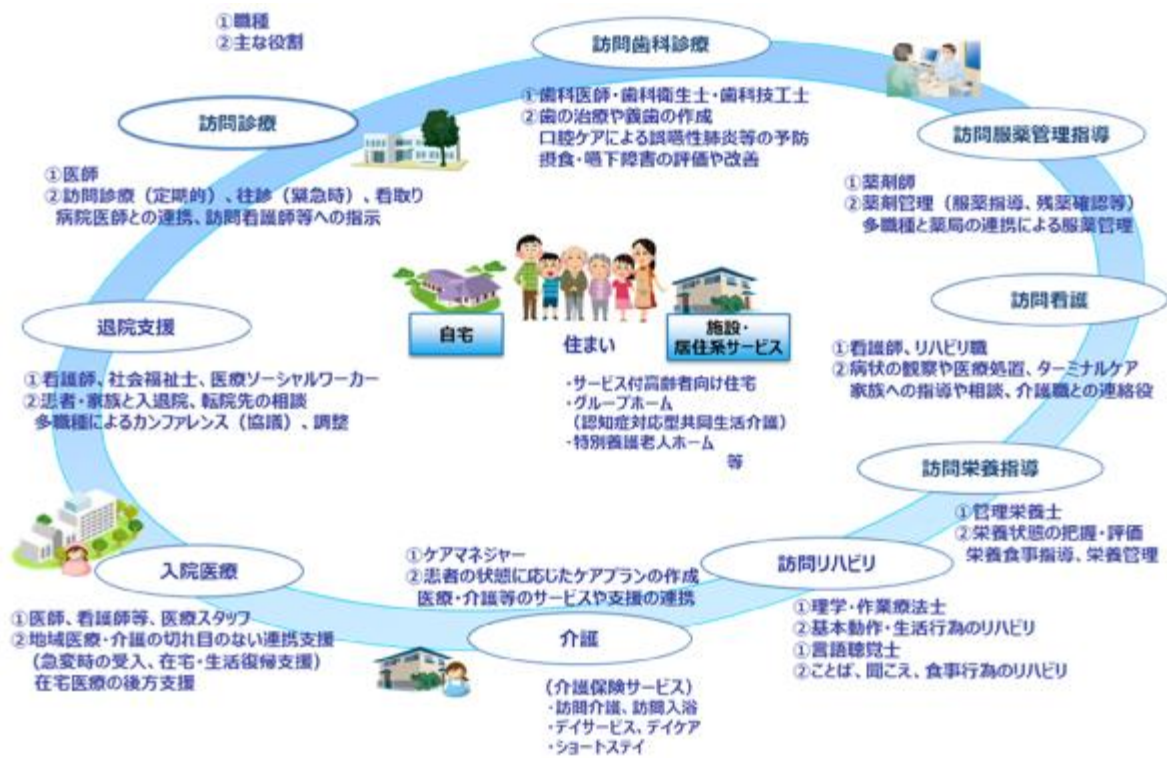 ①職種
②主な役割
訪問歯科診療
①歯科医師・歯科衛生士・歯科技工士
②歯の治療や義歯の作成
口腔ケアによる誤嚥性肺炎等の予防
摂食・嚥下障害の評価や改善
訪問診療
①医師
②訪問診療（定期的）、往診（緊急時）、看取り
病院医師との連携、訪問看護師等への指示
訪問服薬管理指導
①薬剤師
②薬剤管理（服薬指導、残薬確認等）
多職種と薬局の連携による服薬管理
退院支援
①看護師、社会福祉士、医療ソーシャルワーカー
②患者・家族と入退院、転院先の相談
多職種によるカンファレンス（協議）、調整
自宅
住まい
施設・
居住系サービス
・サービス付高齢者向け住宅
・グループホーム
（認知症対応型共同生活介護）
・特別養護老人ホーム
等
訪問看護
①看護師、リハビリ職
②病状の観察や医療処置、ターミナルケア
家族への指導や相談、介護職との連絡役
訪問栄養指導
①管理栄養士
②栄養状態の把握・評価
栄養食事指導、栄養管理
入院医療
①医師、看護師等、医療スタッフ
②地域医療・介護の切れ目のない連携支援
（急変時の受入、在宅・生活復帰支援）
在宅医療の後方支援
①ケアマネジャー
②患者の状態に応じたケアプランの作成
医療・介護等のサービスや支援の連携
介護
（介護保険サービス）
・訪問介護、訪問入浴
・デイサービス、デイケア
・ショートステイ
訪問リハビリ
①理学・作業療法士
②基本動作・生活行為のリハビリ
①言語聴覚士
②ことば、聞こえ、食事行為のリハビリ